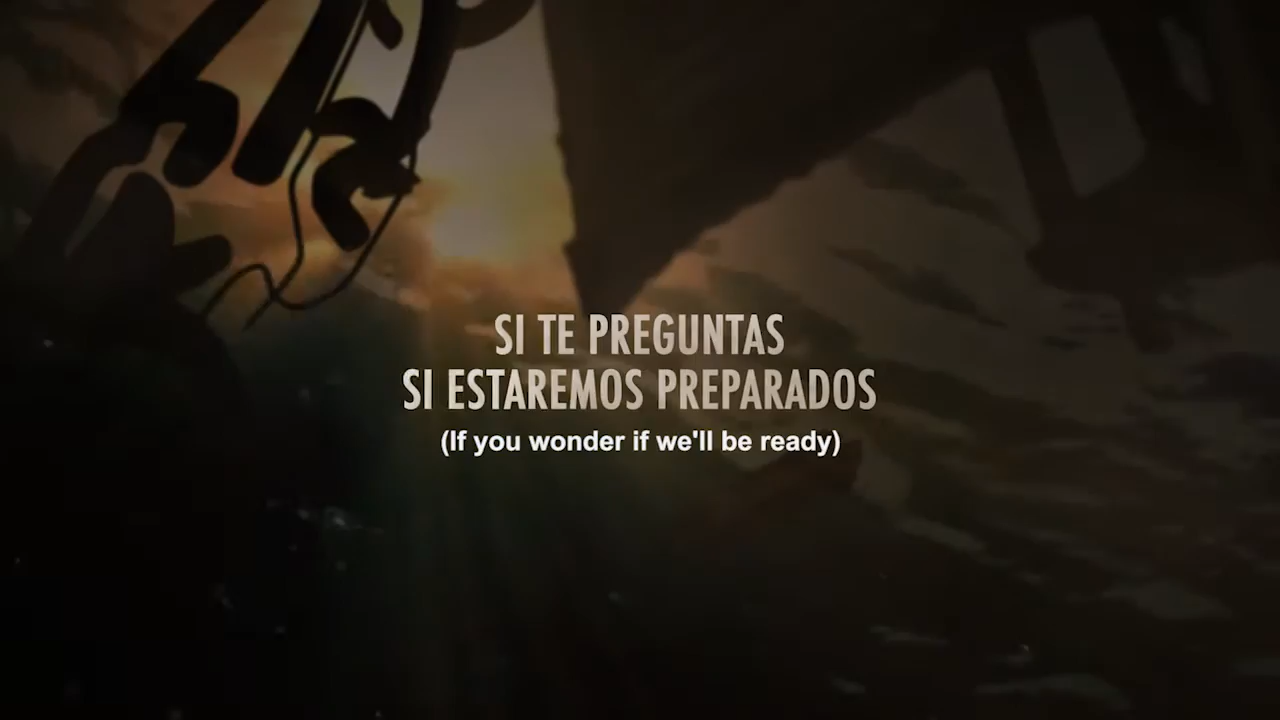 SI TE PREGUNTAS
SI ESTAREMOS PREPARADOS
(If you wonder if we'll be ready)